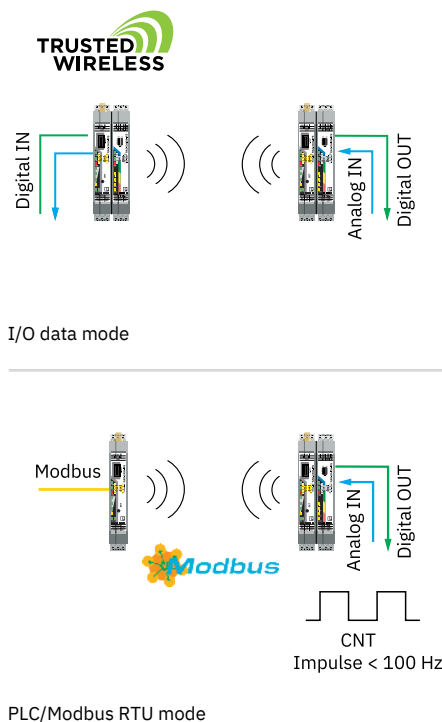 TRUSTED
WIRELESS
Digital IN
Analog IN
Digital OUT
I/O data mode
Modbus
Analog IN
Digital OUT
Modbus
CNT
Impulse < 100 Hz
PLC/Modbus RTU mode